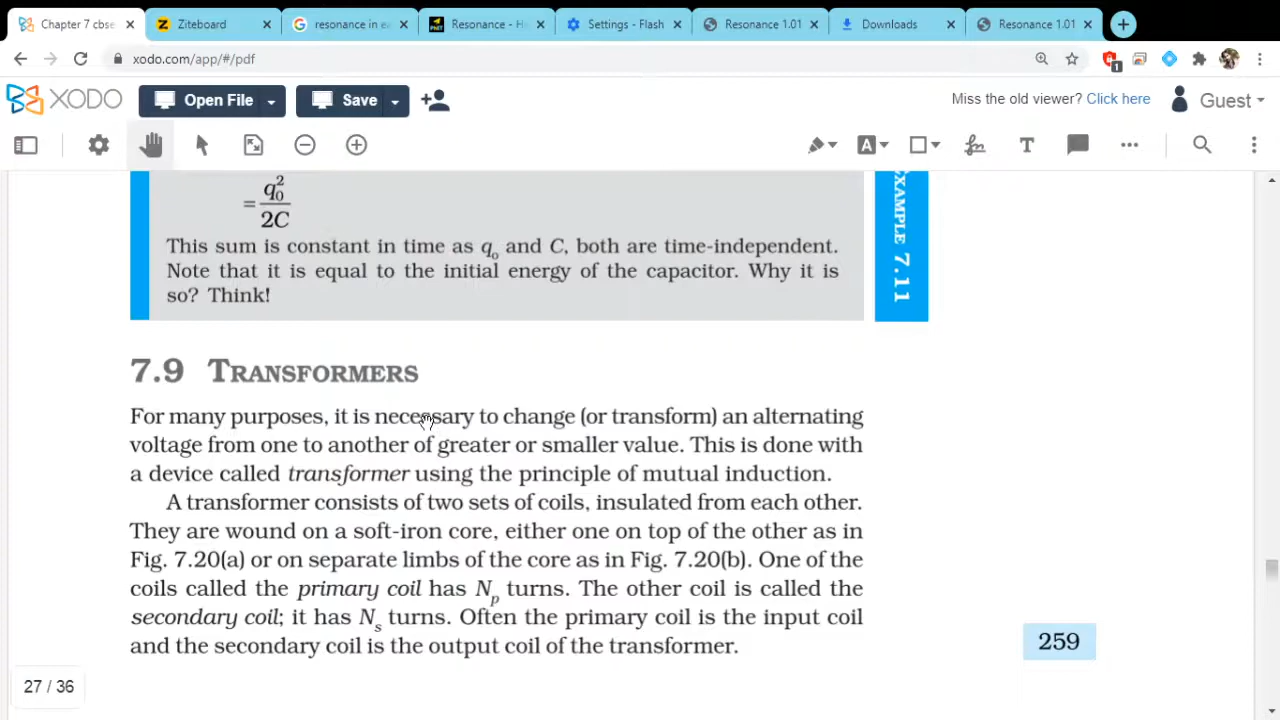 Chapter 7 cbse
Ziteboard
resonance in e
Resonance - H
Settings - Flash
Resonance 1.01
Downloads
Resonance 1.01
xodo.com/app/#/pdf
1
XODO
Open File
Save
Miss the old viewer? Click here
Guest
A
T
= q₀²/2C
This sum is constant in time as qₒ and C, both are time-independent.
Note that it is equal to the initial energy of the capacitor. Why it is
so? Think!
EXAMPLE 7.11
7.9 TRANSFORMERS
For many purposes, it is necessary to change (or transform) an alternating
voltage from one to another of greater or smaller value. This is done with
a device called transformer using the principle of mutual induction.
A transformer consists of two sets of coils, insulated from each other.
They are wound on a soft-iron core, either one on top of the other as in
Fig. 7.20(a) or on separate limbs of the core as in Fig. 7.20(b). One of the
coils called the primary coil has Nₚ turns. The other coil is called the
secondary coil; it has Nₛ turns. Often the primary coil is the input coil
and the secondary coil is the output coil of the transformer.
259
27 / 36